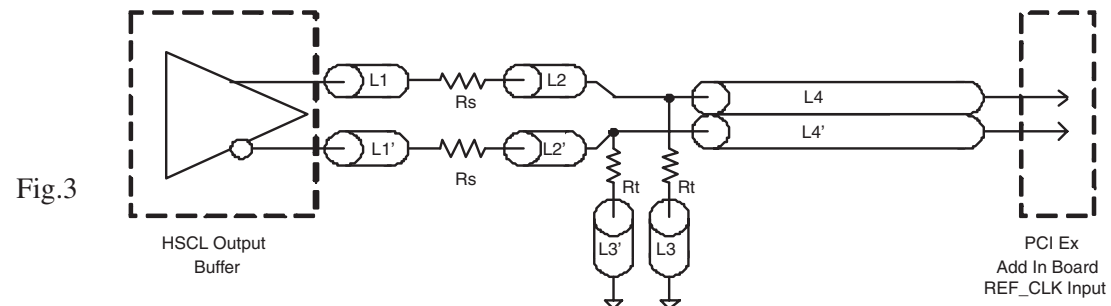 L1
Rs
L2
L4
L1'
Rs
L2'
L4'
Fig.3
Rt
Rt
L3'
L3
HSCL Output
Buffer
PCI Ex
Add In Board
REF_CLK Input